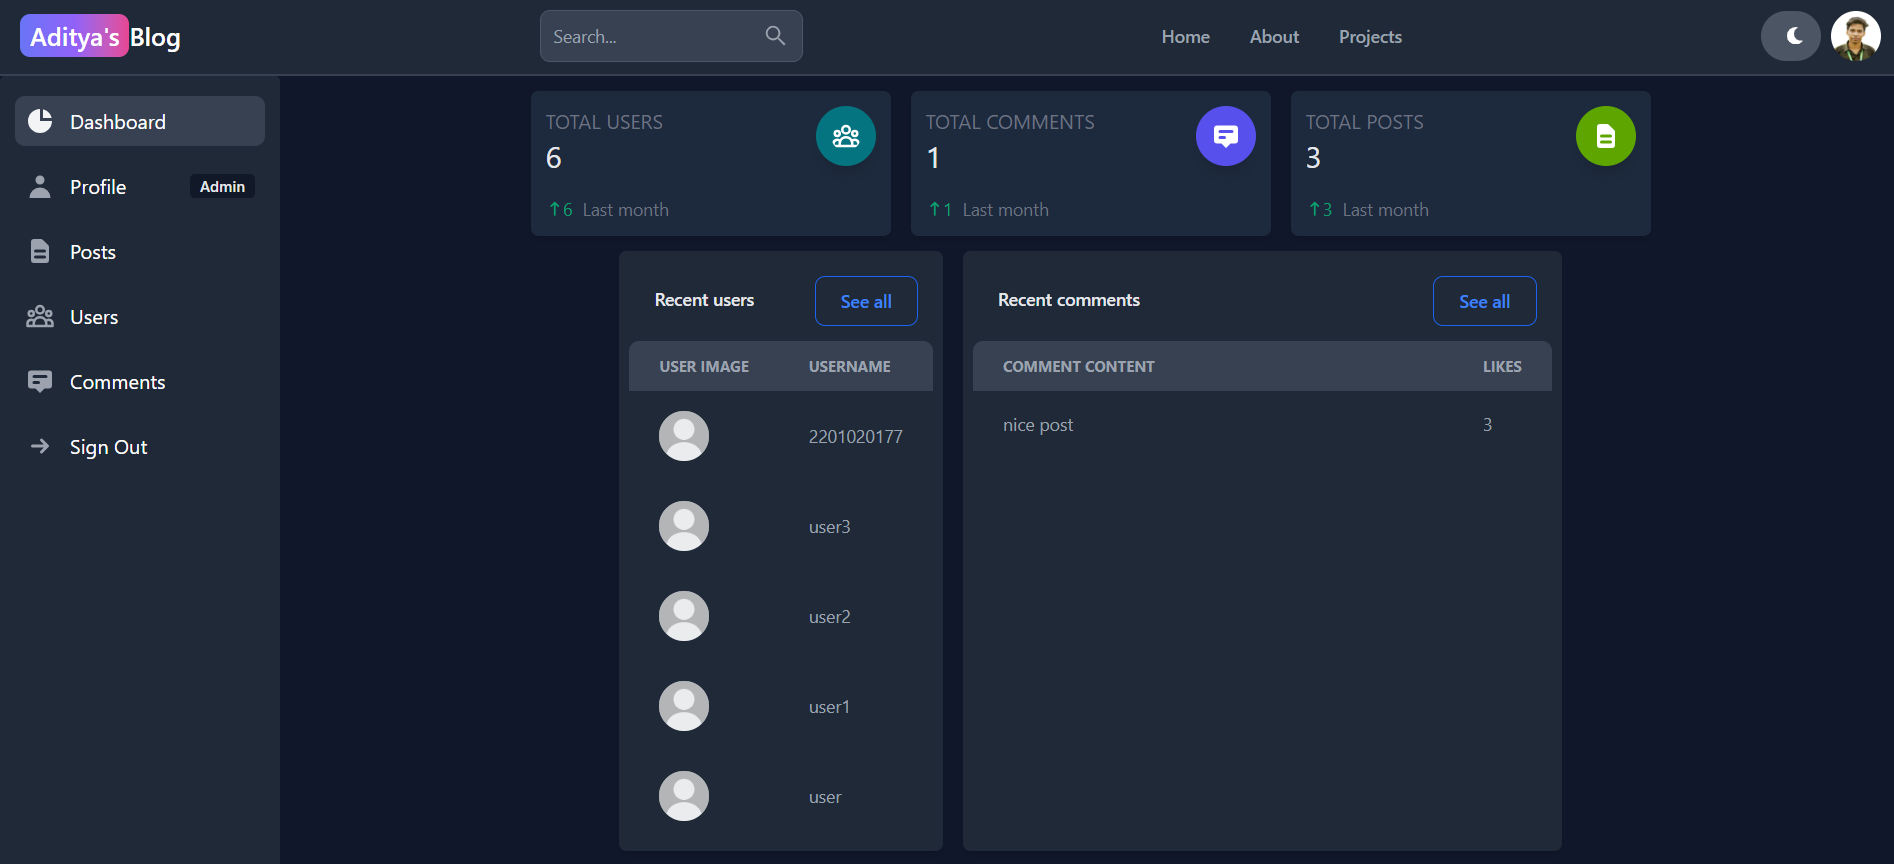 Aditya's Blog
Search...
Home
About
Projects
Dashboard
Profile
Admin
Posts
Users
Comments
Sign Out
TOTAL USERS
6
6 Last month
TOTAL COMMENTS
1
1 Last month
TOTAL POSTS
3
3 Last month
Recent users
See all
USER IMAGE USERNAME
2201020177
user3
user2
user1
user
Recent comments
See all
COMMENT CONTENT LIKES
nice post 3